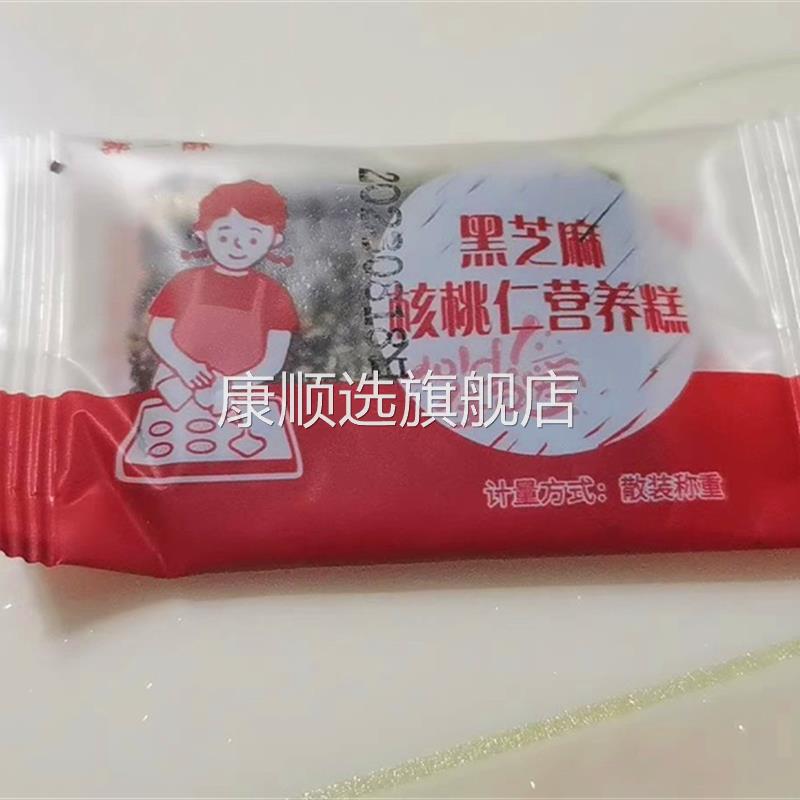 黑芝麻
核桃仁营养糕
康顺选旗舰店
计量方式：散装称重